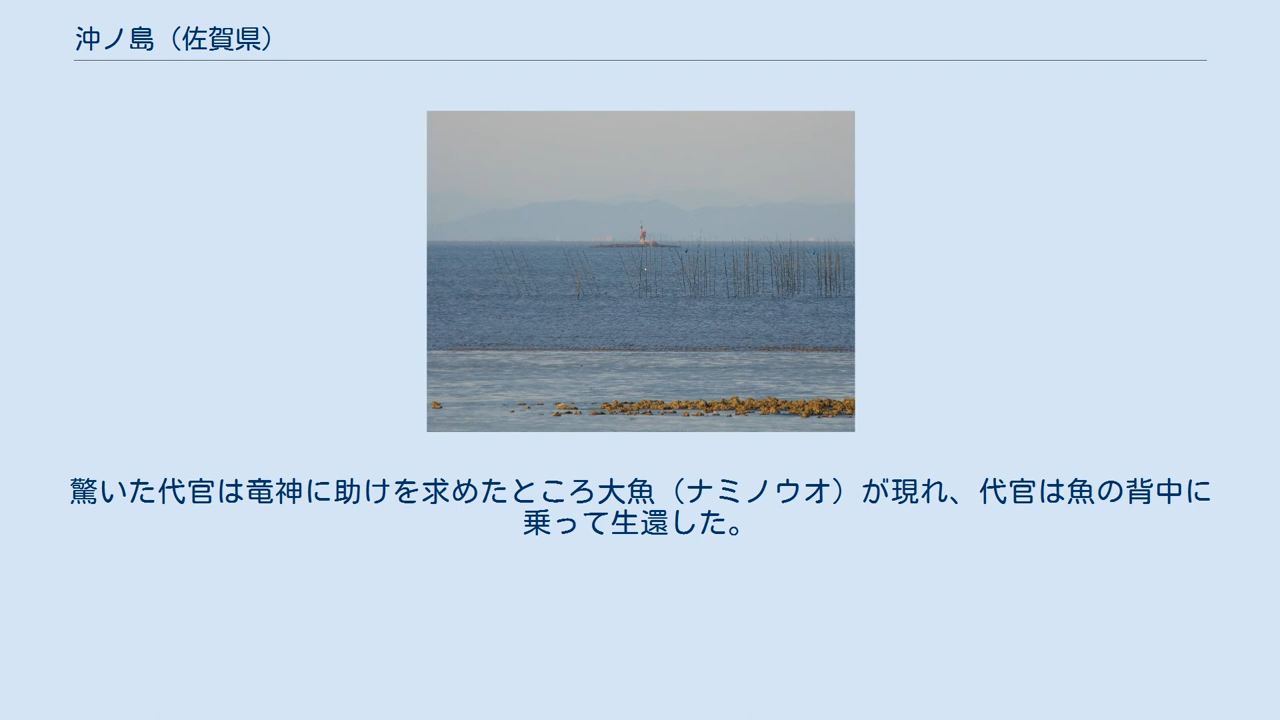 沖ノ島（佐賀県）
驚いた代官は竜神に助けを求めたところ大魚（ナミノウオ）が現れ、代官は魚の背中に
乗って生還した。